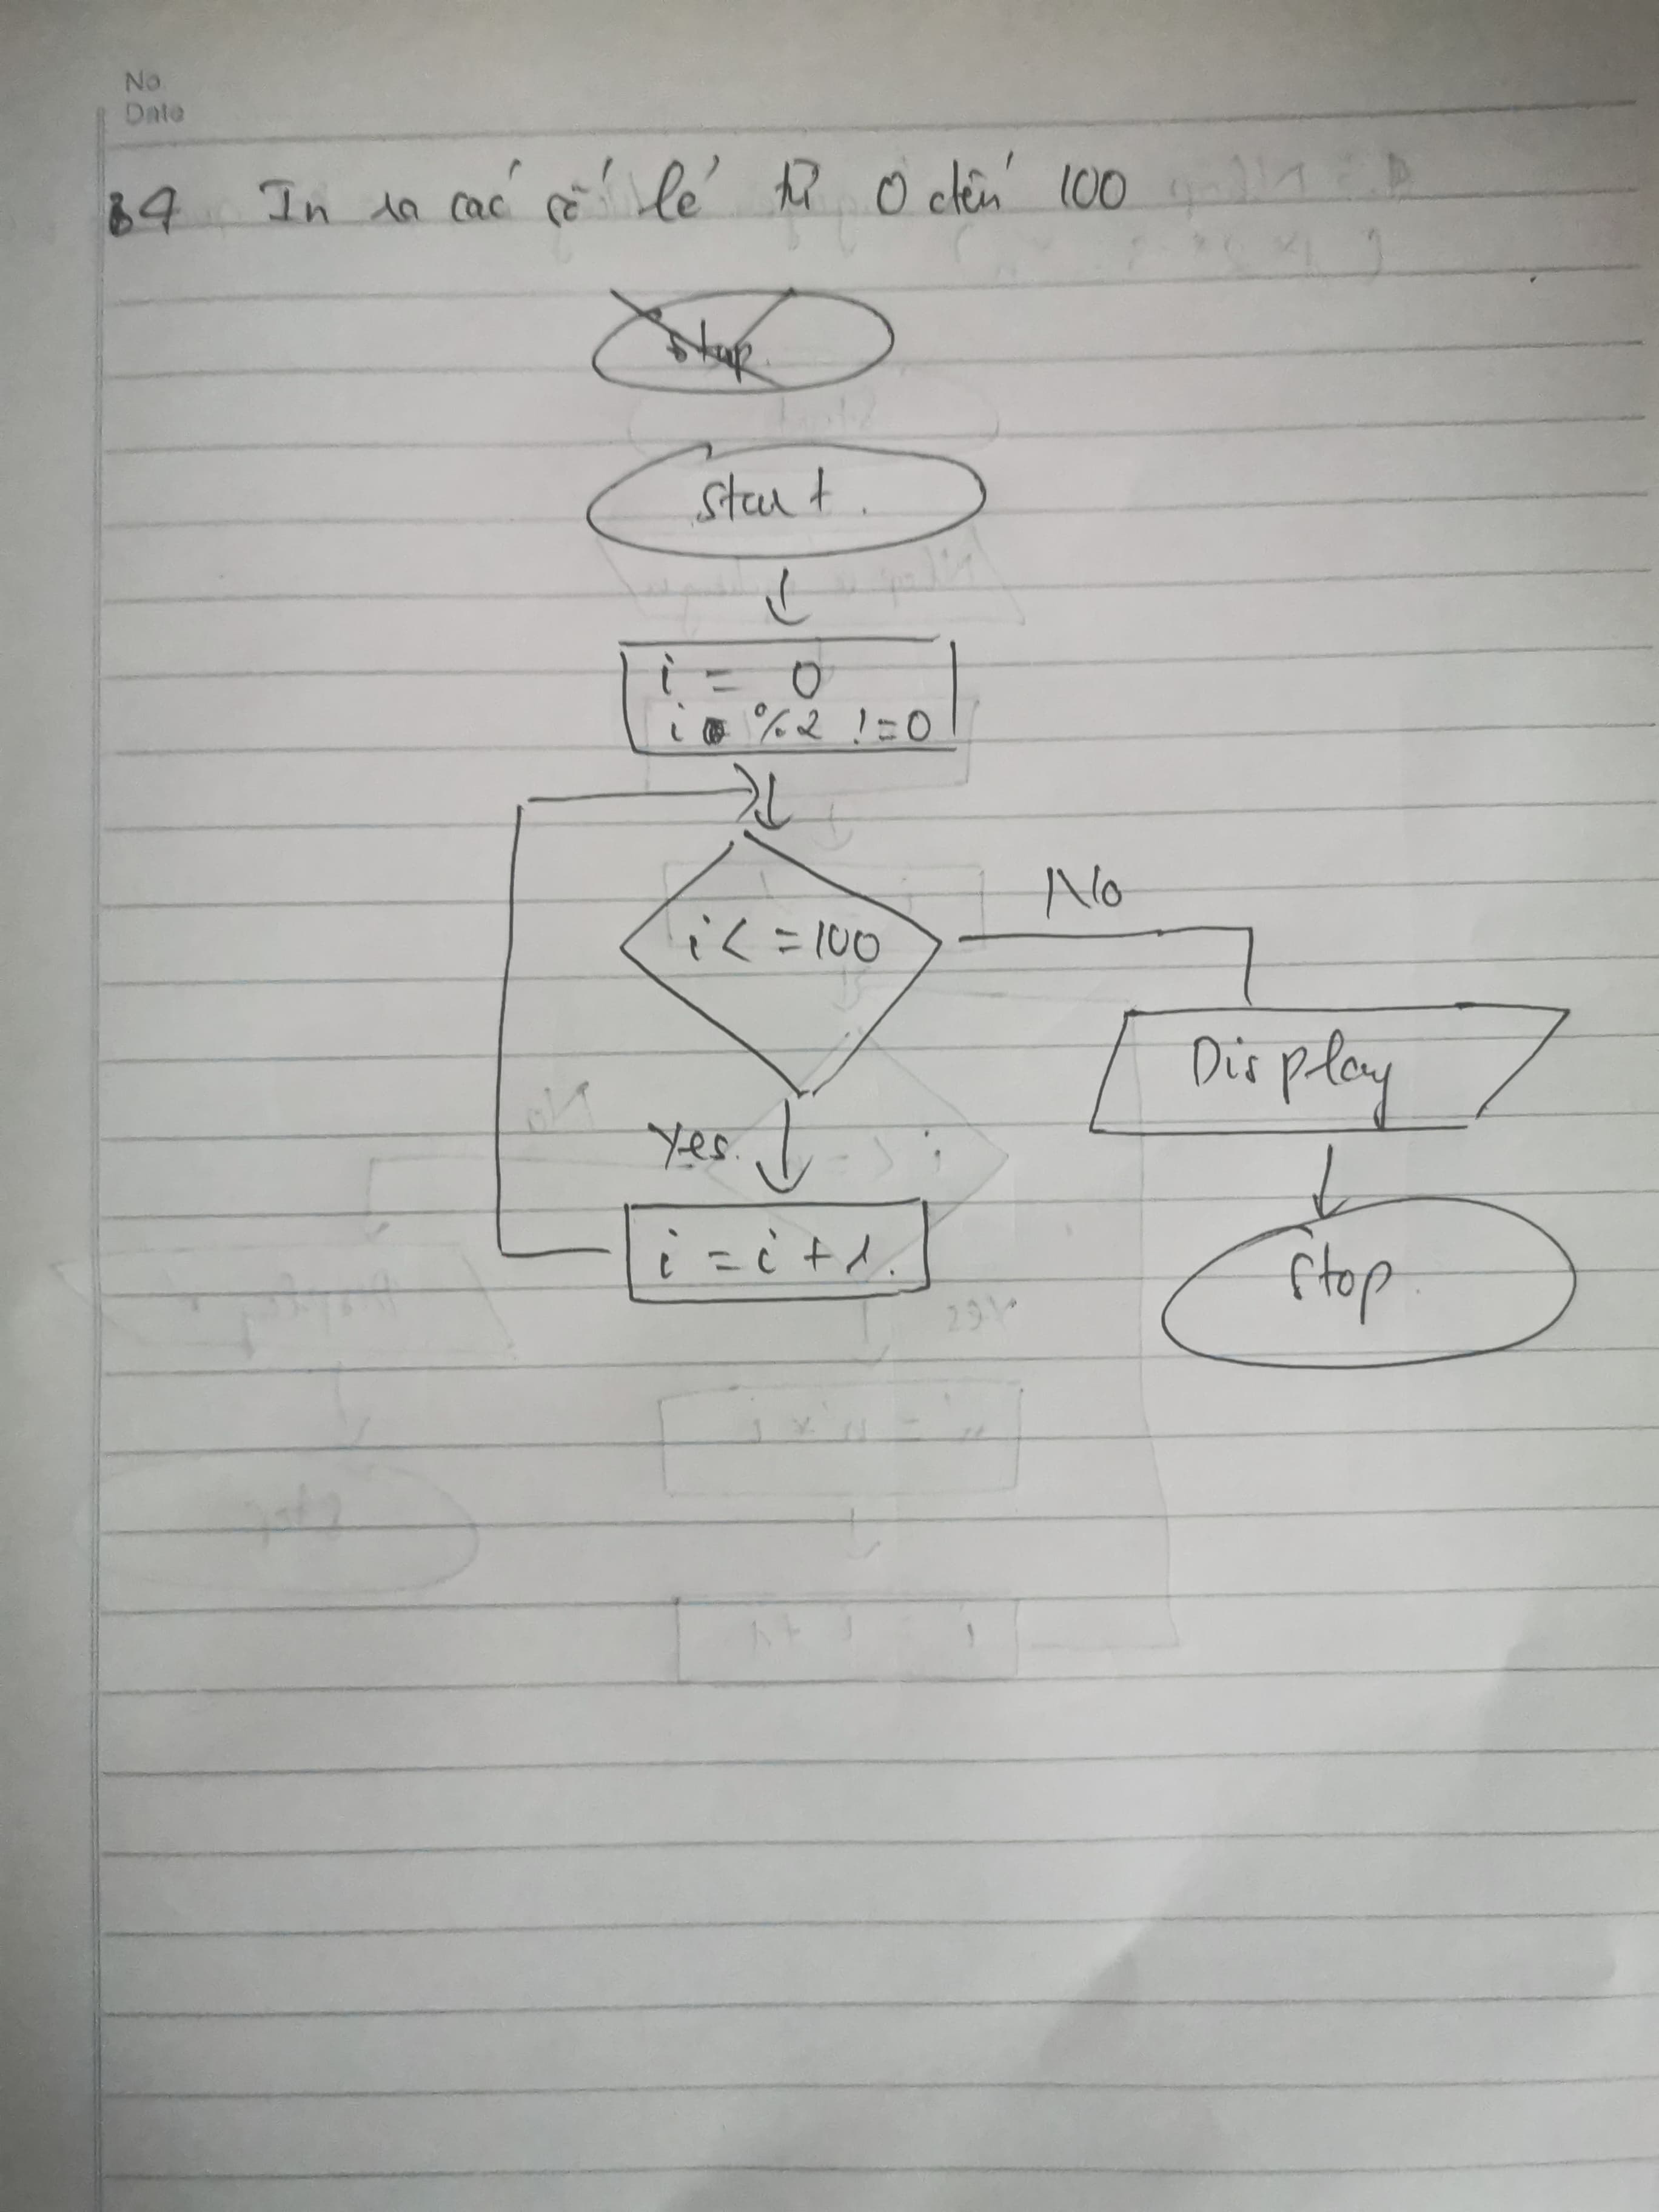 No
Date
B4 In ra các số lẻ từ 0 đến 100
Stop
Start.
i = 0
i % 2 != 0
i <= 100
No
Display
Yes.
i = i + 1.
Stop.